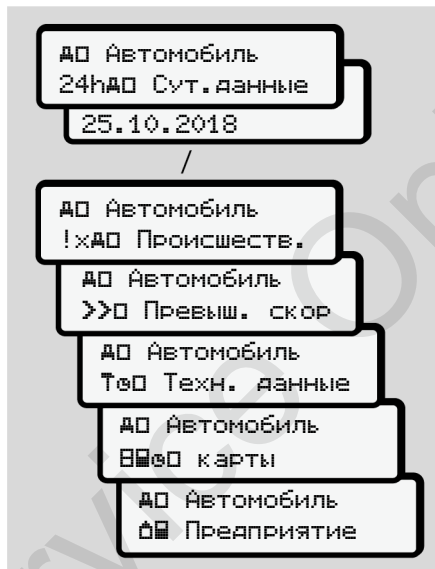 Автомобиль
24h Сут.данные
25.10.2018
/
Автомобиль
!x Происшеств.
Автомобиль
>> Превыш. скор
Автомобиль
Техн. данные
Автомобиль
карты
Автомобиль
Предприятие